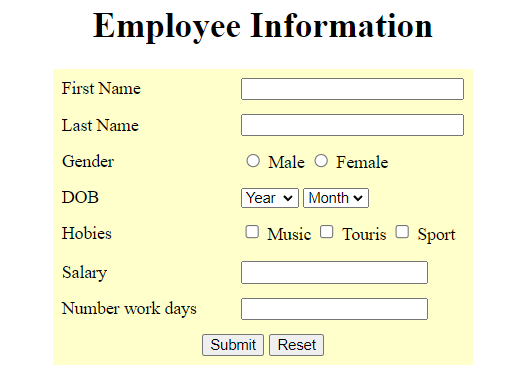 Employee Information
First Name
Last Name
Gender Male Female
DOB Year Month
Hobies Music Touris Sport
Salary
Number work days
Submit Reset